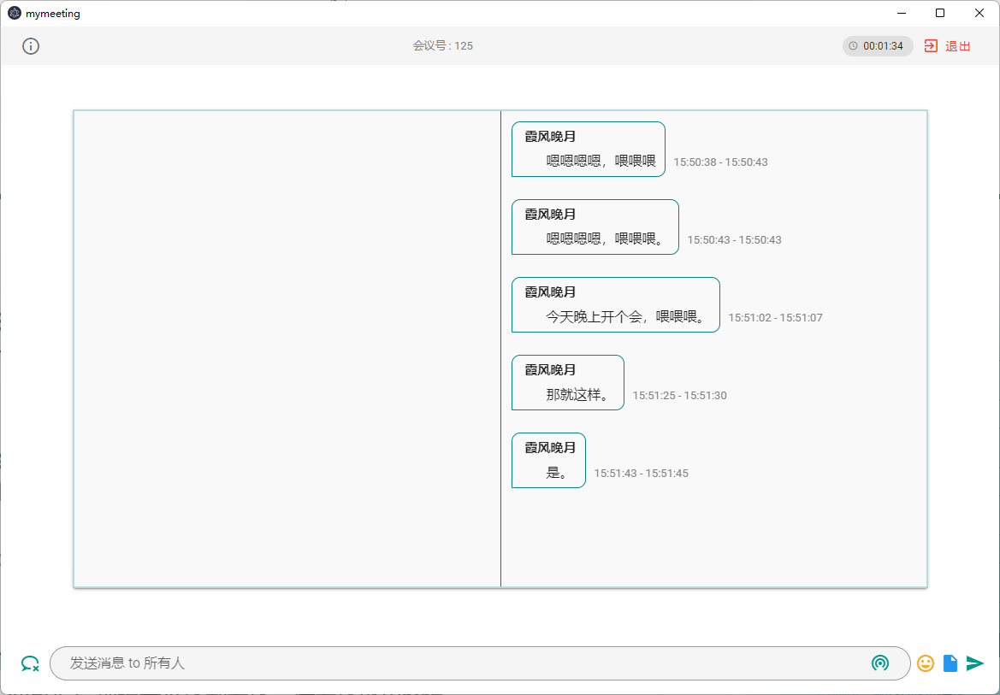 mymeeting
会议号 : 125
00:01:34
退出
霞风晚月
嗯嗯嗯嗯，喂喂喂
15:50:38 - 15:50:43
霞风晚月
嗯嗯嗯嗯，喂喂喂。
15:50:43 - 15:50:43
霞风晚月
今天晚上开个会，喂喂喂。
15:51:02 - 15:51:07
霞风晚月
那就这样。
15:51:25 - 15:51:30
霞风晚月
是。
15:51:43 - 15:51:45
发送消息 to 所有人